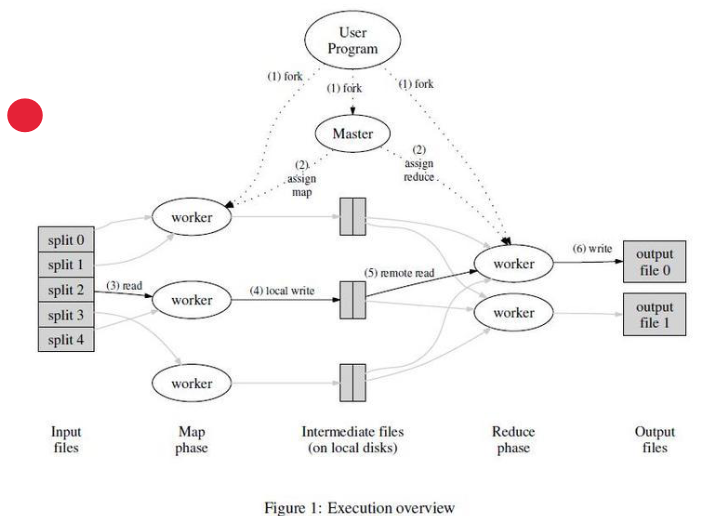 User
Program
(1) fork
(1) fork
(1) fork
Master
(2)
assign
map
(2)
assign
reduce
worker
split 0
split 1
split 2
split 3
split 4
(3) read
worker
(4) local write
(5) remote read
worker
(6) write
output
file 0
worker
output
file 1
worker
Input
files
Map
phase
Intermediate files
(on local disks)
Reduce
phase
Output
files
Figure 1: Execution overview